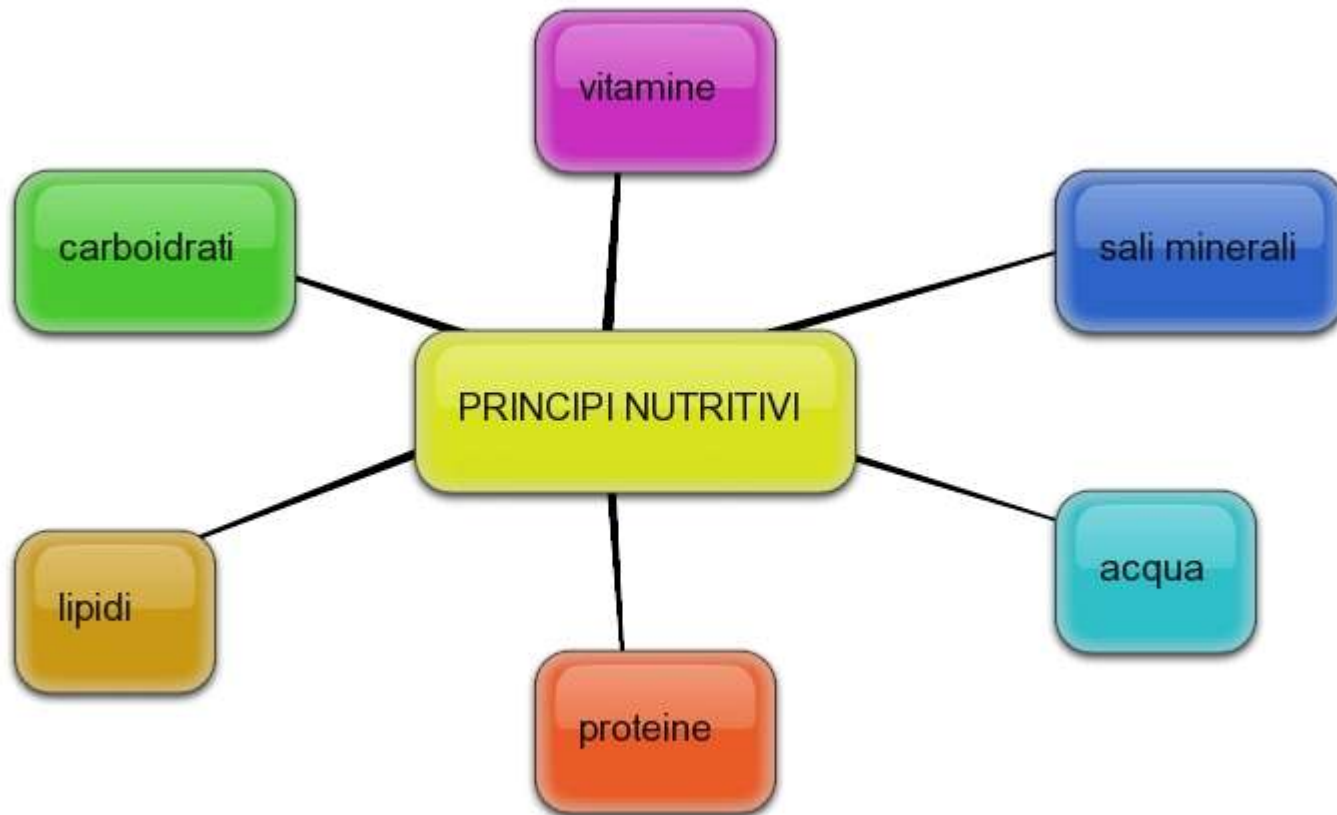 vitamine
carboidrati
sali minerali
PRINCIPI NUTRITIVI
lipidi
acqua
proteine